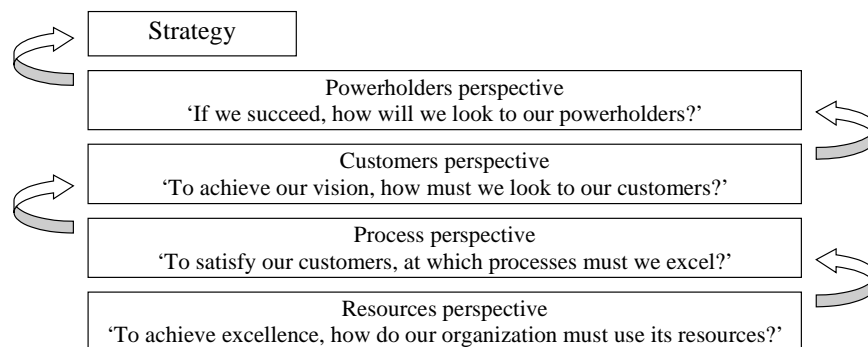 Strategy
Powerholders perspective
‘If we succeed, how will we look to our powerholders?’
Customers perspective
‘To achieve our vision, how must we look to our customers?’
Process perspective
‘To satisfy our customers, at which processes must we excel?’
Resources perspective
‘To achieve excellence, how do our organization must use its resources?’